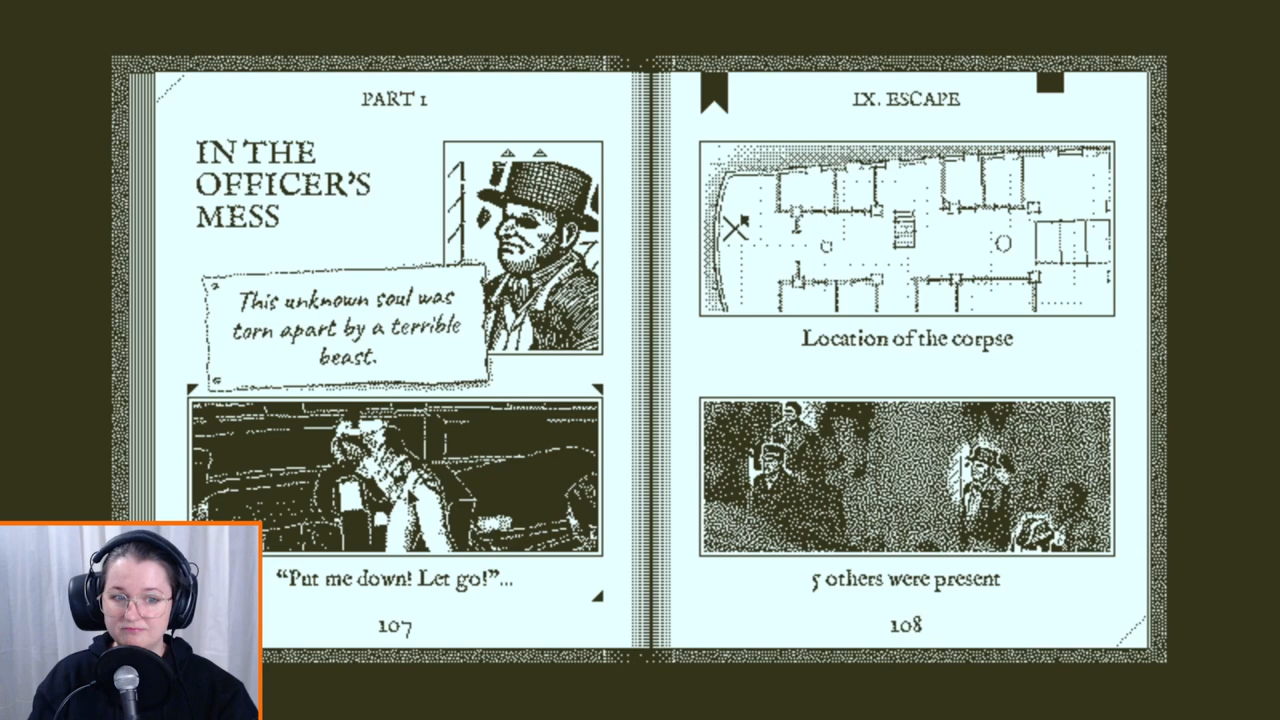 PART 1
IN THE
OFFICER'S
MESS
This unknown soul was
torn apart by a terrible
beast.
"Put me down! Let go!"...
107
IX. ESCAPE
Location of the corpse
5 others were present
108